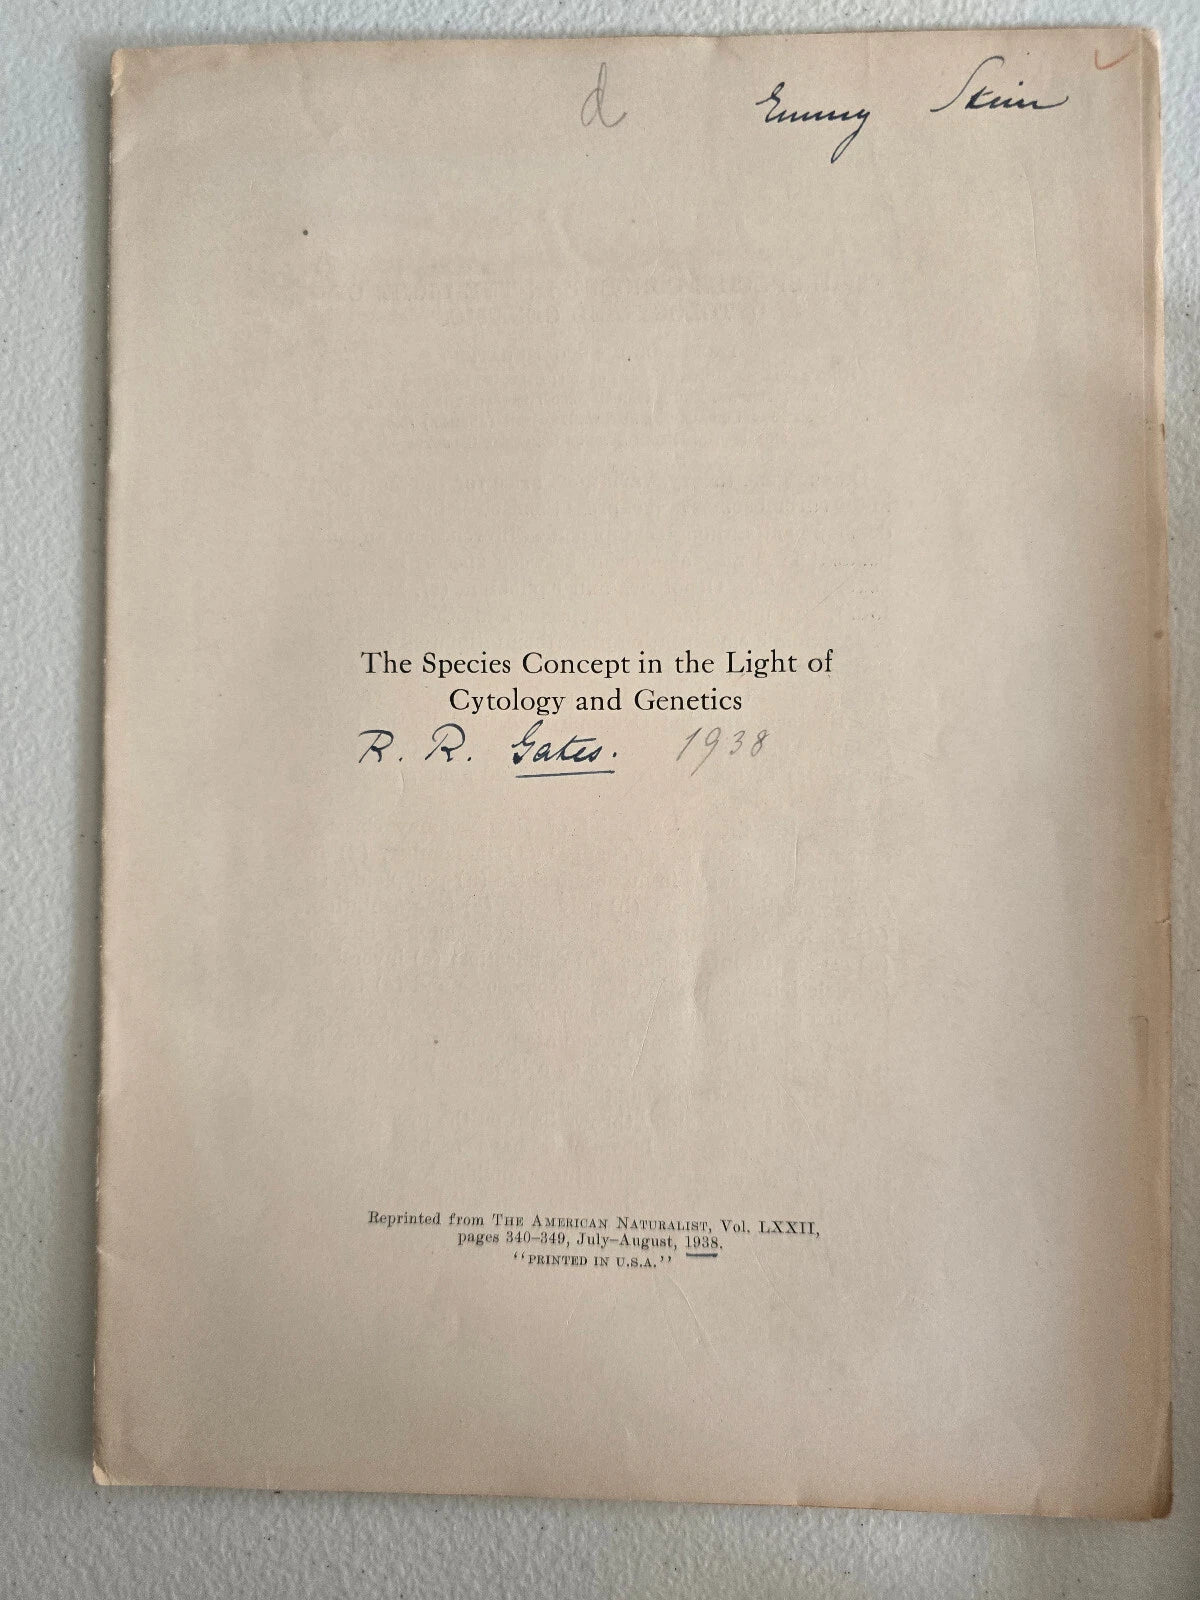 d Emmy Stein
The Species Concept in the Light of
Cytology and Genetics
R. R. Gates. 1938
Reprinted from THE AMERICAN NATURALIST, Vol. LXXII,
pages 340–349, July–August, 1938.
"PRINTED IN U.S.A."